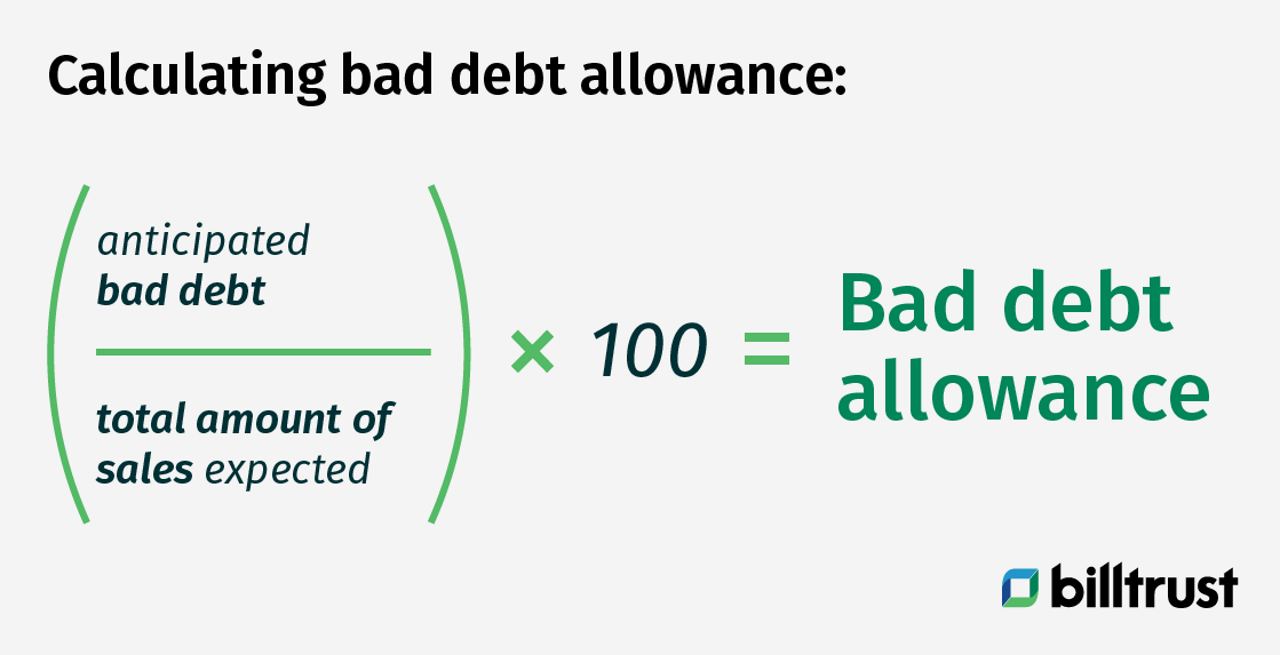 Calculating bad debt allowance:
anticipated
bad debt
total amount of
sales expected
× 100 =
Bad debt
allowance
billtrust